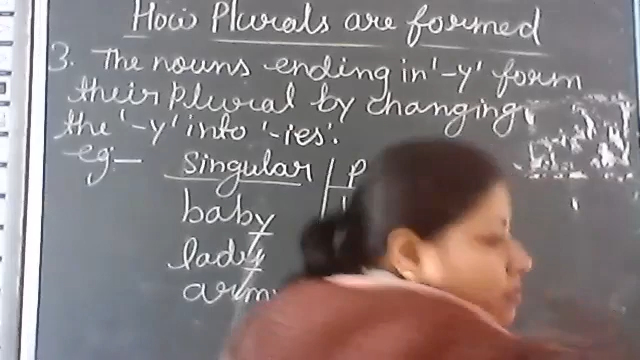 How Plurals are formed
3. The nouns ending in '-y' form
their plural by changing
the '-y' into '-ies'.
eg—
Singular | P
baby
lady
army